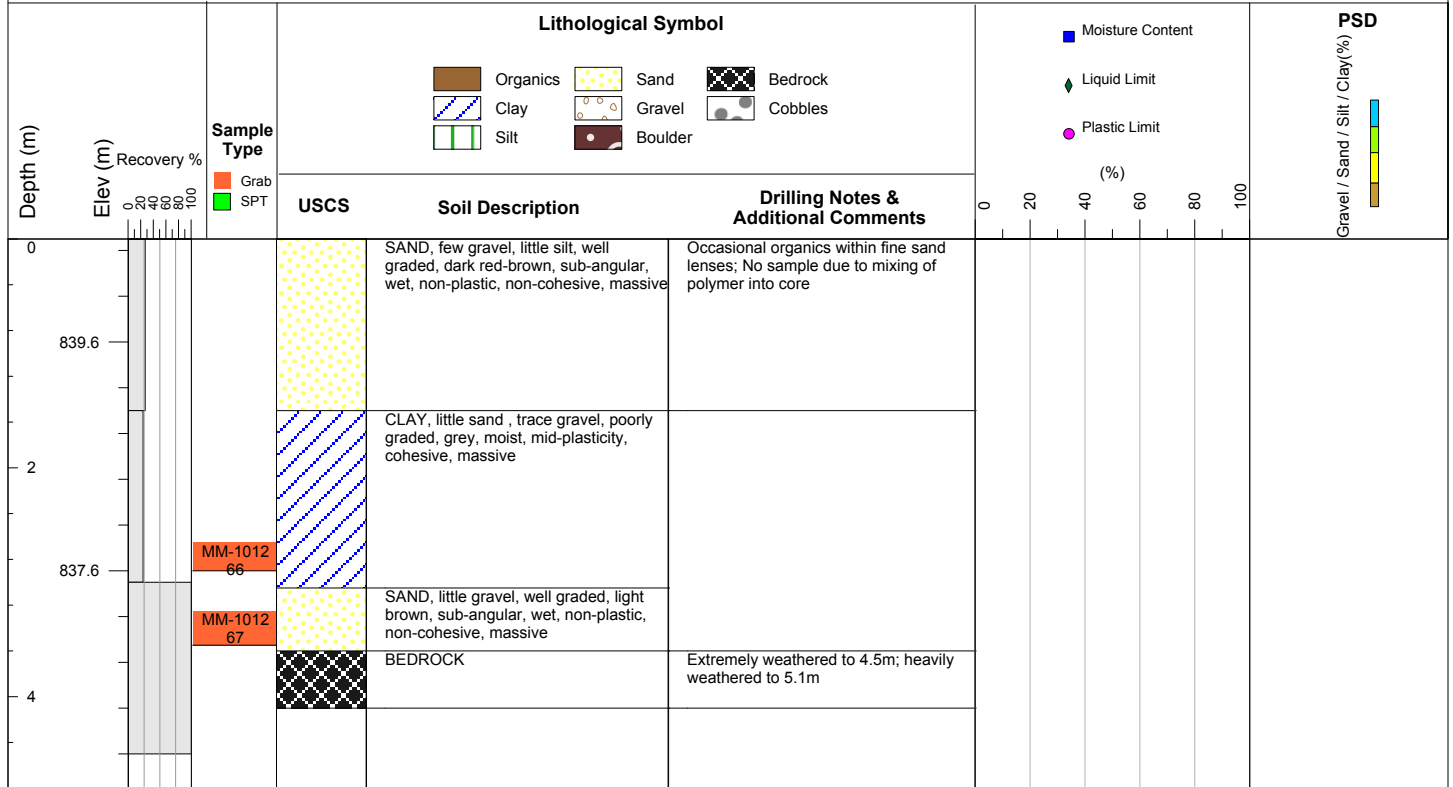 Lithological Symbol
Organics
Sand
Bedrock
Clay
Gravel
Cobbles
Silt
Boulder
Moisture Content
Liquid Limit
Plastic Limit
(%)
0 20 40 60 80 100
PSD
Gravel / Sand / Silt / Clay(%)
Depth (m)
Elev (m)
Recovery %
0 20 40 60 80 100
Sample
Type
Grab
SPT
USCS
Soil Description
Drilling Notes &
Additional Comments
0
SAND, few gravel, little silt, well
graded, dark red-brown, sub-angular,
wet, non-plastic, non-cohesive, massive
Occasional organics within fine sand
lenses; No sample due to mixing of
polymer into core
839.6
CLAY, little sand , trace gravel, poorly
graded, grey, moist, mid-plasticity,
cohesive, massive
2
MM-1012
66
837.6
SAND, little gravel, well graded, light
brown, sub-angular, wet, non-plastic,
non-cohesive, massive
MM-1012
67
BEDROCK
Extremely weathered to 4.5m; heavily
weathered to 5.1m
4